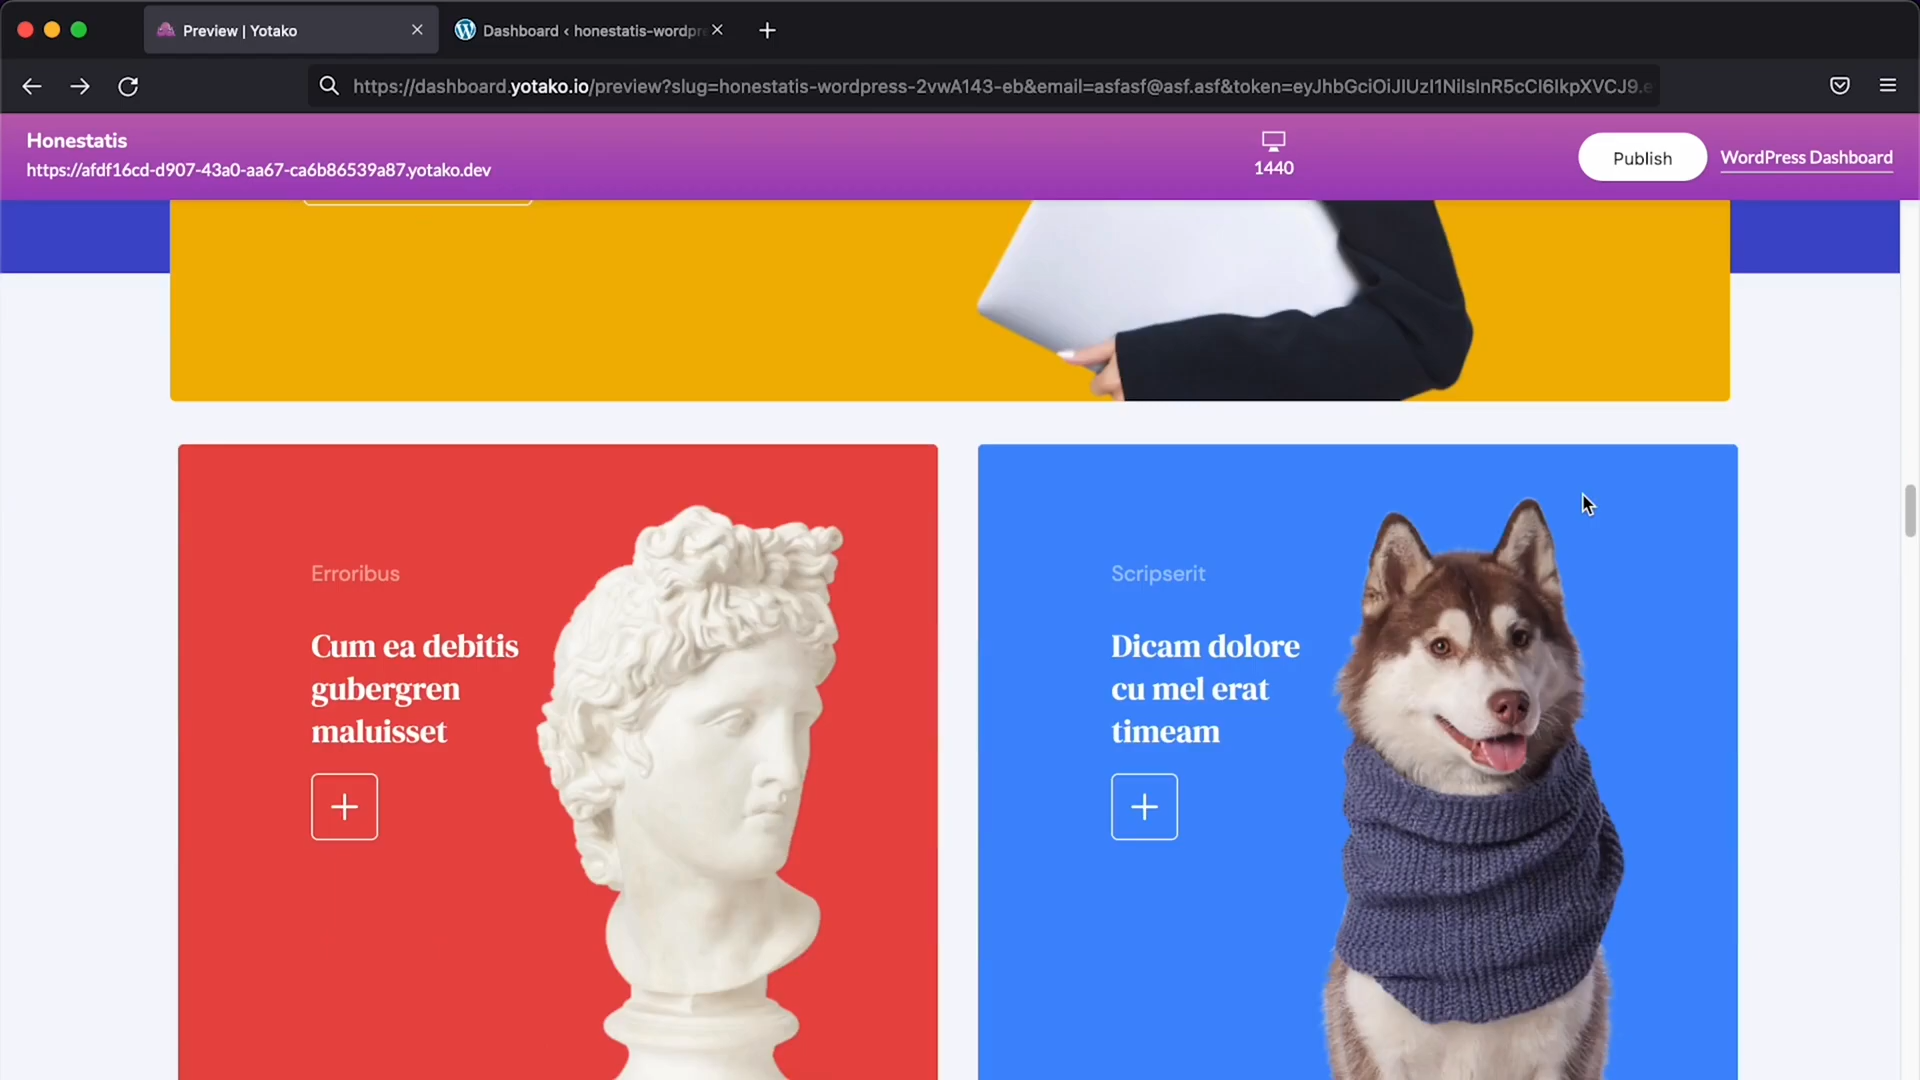 Preview | Yotako
Dashboard ‹ honestatis-wordpr
https://dashboard.yotako.io/preview?slug=honestatis-wordpress-2vwA143-eb&email=asfasf@asf.asf&token=eyJhbGciOiJIUzI1NiIsInR5cCI6IkpXVCJ9.e
Honestatis
https://afdf16cd-d907-43a0-aa67-ca6b86539a87.yotako.dev
1440
Publish
WordPress Dashboard
Erroribus
Cum ea debitis
gubergren
maluisset
Scripserit
Dicam dolore
cu mel erat
timeam